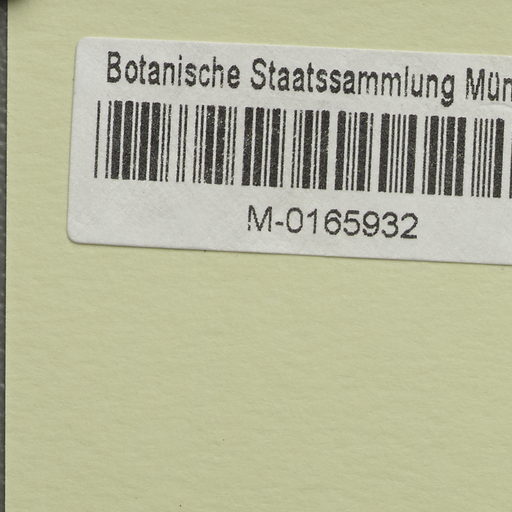 Botanische Staatssammlung Mün
M-0165932